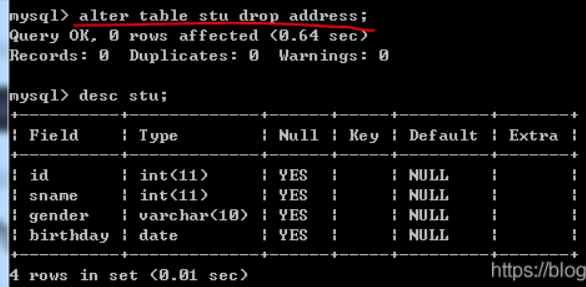 mysql> alter table stu drop address;
Query OK, 0 rows affected (0.64 sec)
Records: 0  Duplicates: 0  Warnings: 0
mysql> desc stu;
+----------+-------------+------+-----+---------+-------+
| Field    | Type        | Null | Key | Default | Extra |
+----------+-------------+------+-----+---------+-------+
| id       | int(11)     | YES  |     | NULL    |       |
| sname    | int(11)     | YES  |     | NULL    |       |
| gender   | varchar(10) | YES  |     | NULL    |       |
| birthday | date        | YES  |     | NULL    |       |
+----------+-------------+------+-----+---------+-------+
4 rows in set (0.01 sec)
https://blog